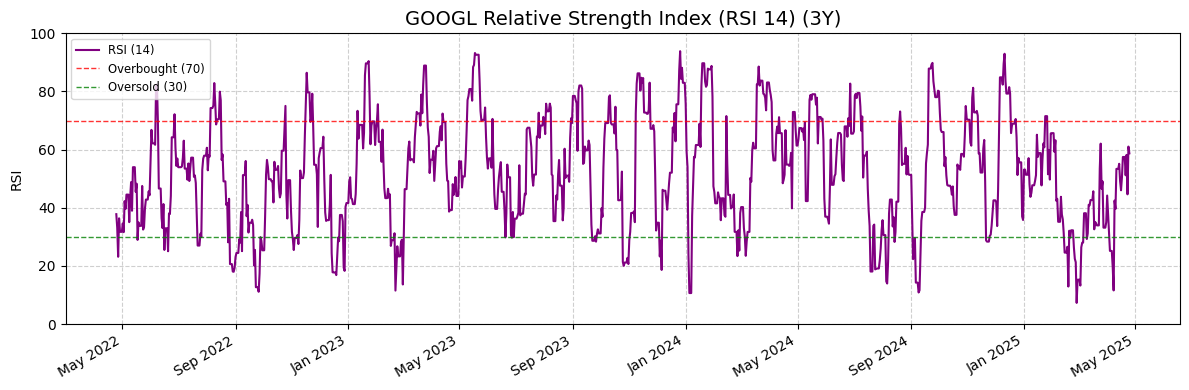 GOOGL Relative Strength Index (RSI 14) (3Y)
RSI (14)
Overbought (70)
Oversold (30)
RSI
100
80
60
40
20
0
May 2022
Sep 2022
Jan 2023
May 2023
Sep 2023
Jan 2024
May 2024
Sep 2024
Jan 2025
May 2025